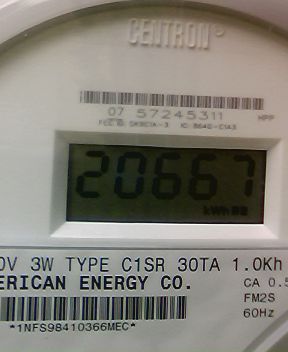 CENTRON®
07 57245311 HPP
20667
kWh
0V 3W TYPE C1SR 30TA 1.0Kh
ERICAN ENERGY CO. CA 0.5
FM2S
60Hz
*1NFS98410366MEC*